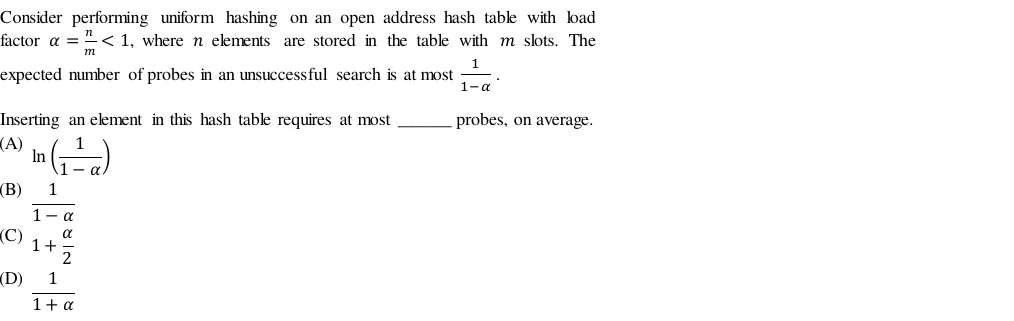 Consider performing uniform hashing on an open address hash table with load
factor α = n/m < 1, where n elements are stored in the table with m slots. The
expected number of probes in an unsuccessful search is at most 1/(1−α) .
Inserting an element in this hash table requires at most ______ probes, on average.
(A) ln (1/(1 − α))
(B) 1/(1 − α)
(C) 1 + α/2
(D) 1/(1 + α)